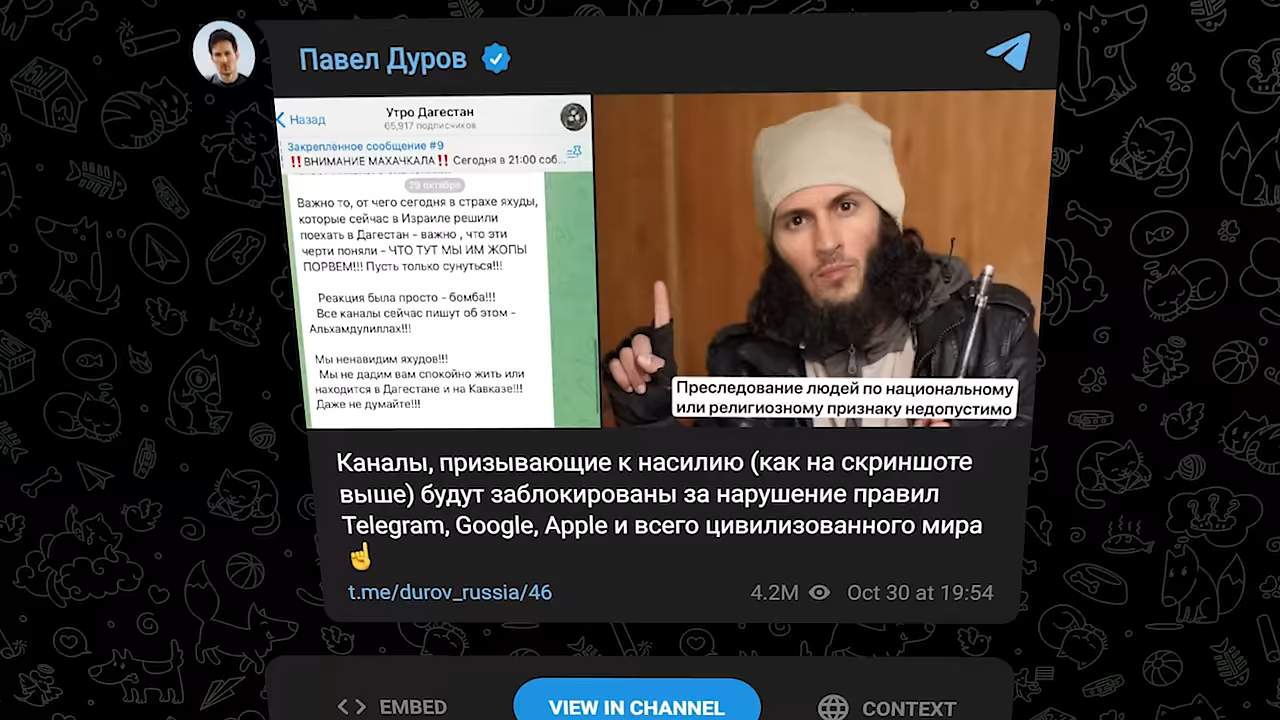 Павел Дуров
Назад
Утро Дагестан
65,917 подписчиков
Закреплённое сообщение #9
‼️ВНИМАНИЕ МАХАЧКАЛА‼️ Сегодня в 21:00 соб...
29 октября
Важно то, от чего сегодня в страхе яхуды,
которые сейчас в Израиле решили
поехать в Дагестан - важно , что эти
черти поняли - ЧТО ТУТ МЫ ИМ ЖОПЫ
ПОРВЕМ!!! Пусть только сунуться!!!
Реакция была просто - бомба!!!
Все каналы сейчас пишут об этом -
Альхамдулиллах!!!
Мы ненавидим яхудов!!!
Мы не дадим вам спокойно жить или
находится в Дагестане и на Кавказе!!!
Даже не думайте!!!
Преследование людей по национальному
или религиозному признаку недопустимо
Каналы, призывающие к насилию (как на скриншоте
выше) будут заблокированы за нарушение правил
Telegram, Google, Apple и всего цивилизованного мира
☝️
t.me/durov_russia/46
4.2M Oct 30 at 19:54
EMBED
VIEW IN CHANNEL
CONTEXT